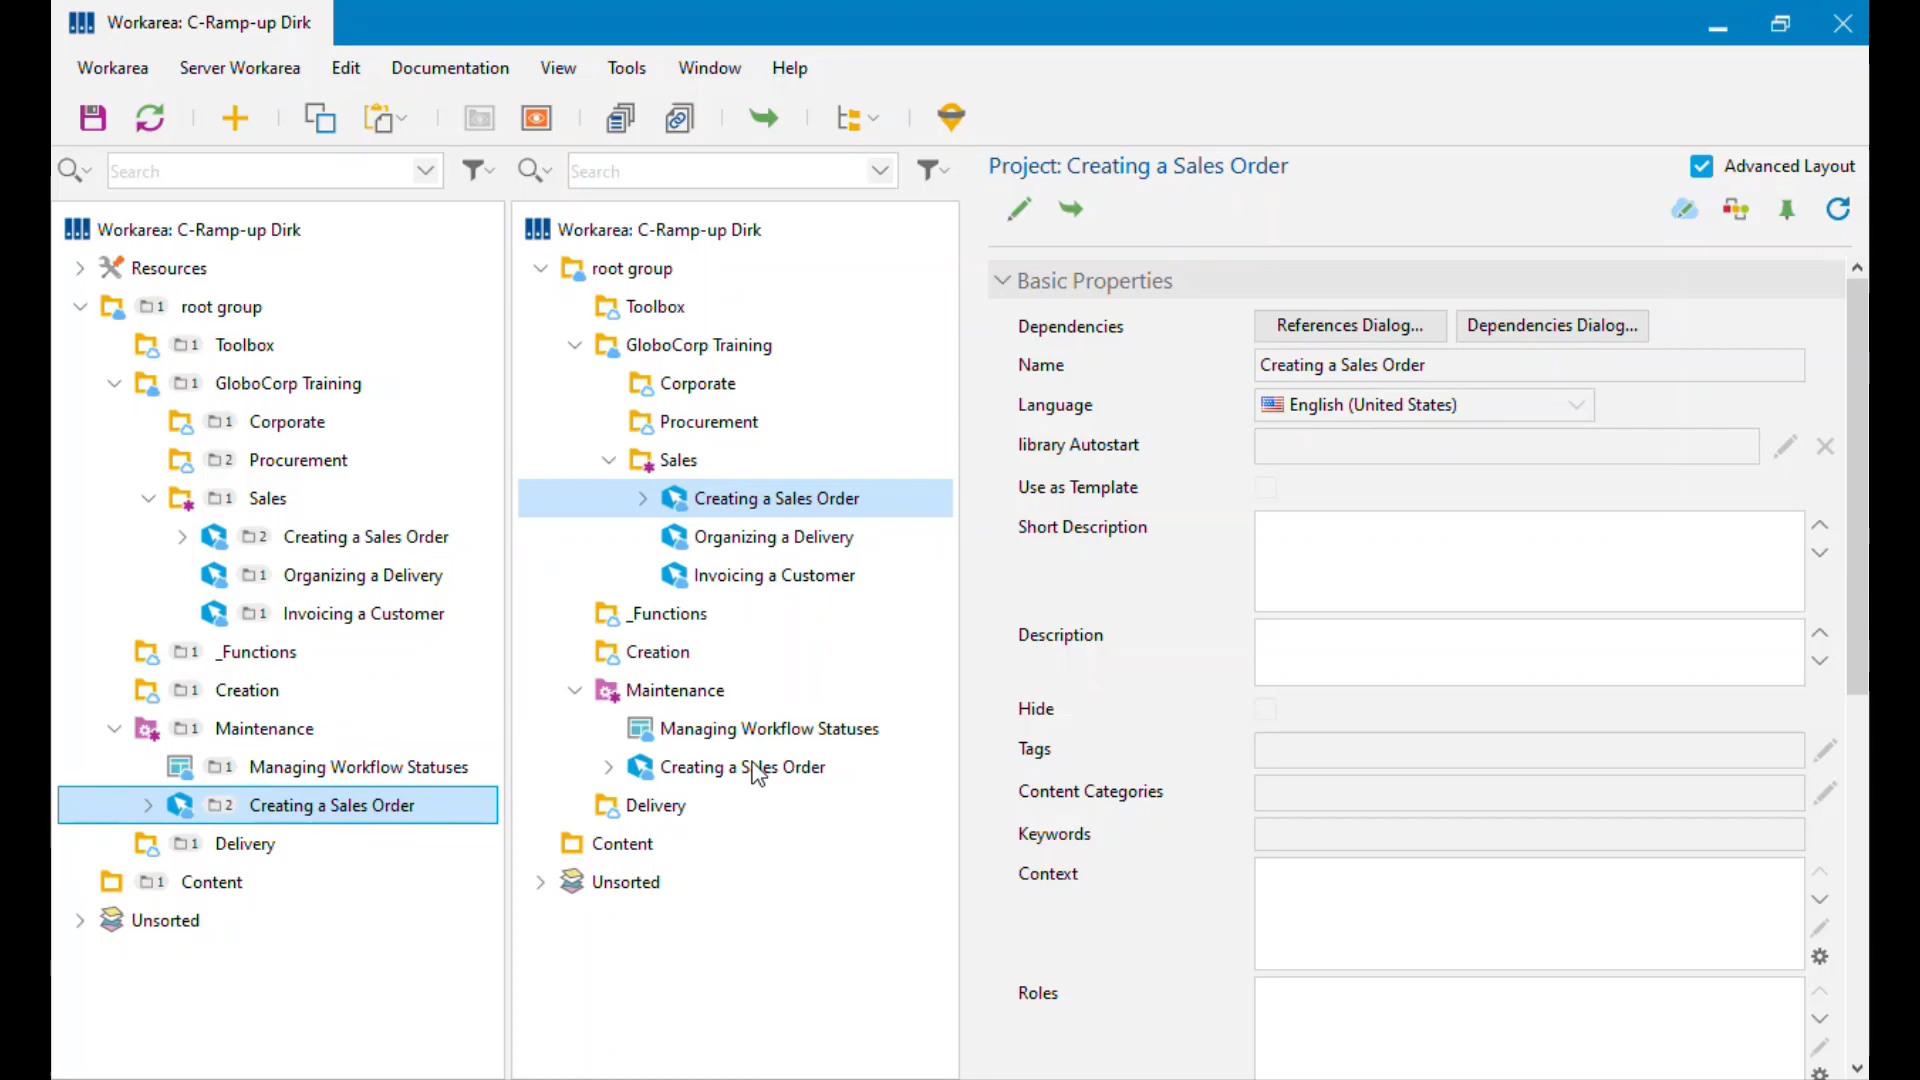 Workarea: C-Ramp-up Dirk
Workarea Server Workarea Edit Documentation View Tools Window Help
Search
Search
Workarea: C-Ramp-up Dirk
Resources
1 root group
1 Toolbox
1 GloboCorp Training
1 Corporate
2 Procurement
1 Sales
2 Creating a Sales Order
1 Organizing a Delivery
1 Invoicing a Customer
1 _Functions
1 Creation
1 Maintenance
1 Managing Workflow Statuses
2 Creating a Sales Order
1 Delivery
1 Content
Unsorted
Workarea: C-Ramp-up Dirk
root group
Toolbox
GloboCorp Training
Corporate
Procurement
Sales
Creating a Sales Order
Organizing a Delivery
Invoicing a Customer
_Functions
Creation
Maintenance
Managing Workflow Statuses
Creating a Sales Order
Delivery
Content
Unsorted
Project: Creating a Sales Order
Advanced Layout
Basic Properties
Dependencies References Dialog... Dependencies Dialog...
Name Creating a Sales Order
Language English (United States)
library Autostart
Use as Template
Short Description
Description
Hide
Tags
Content Categories
Keywords
Context
Roles